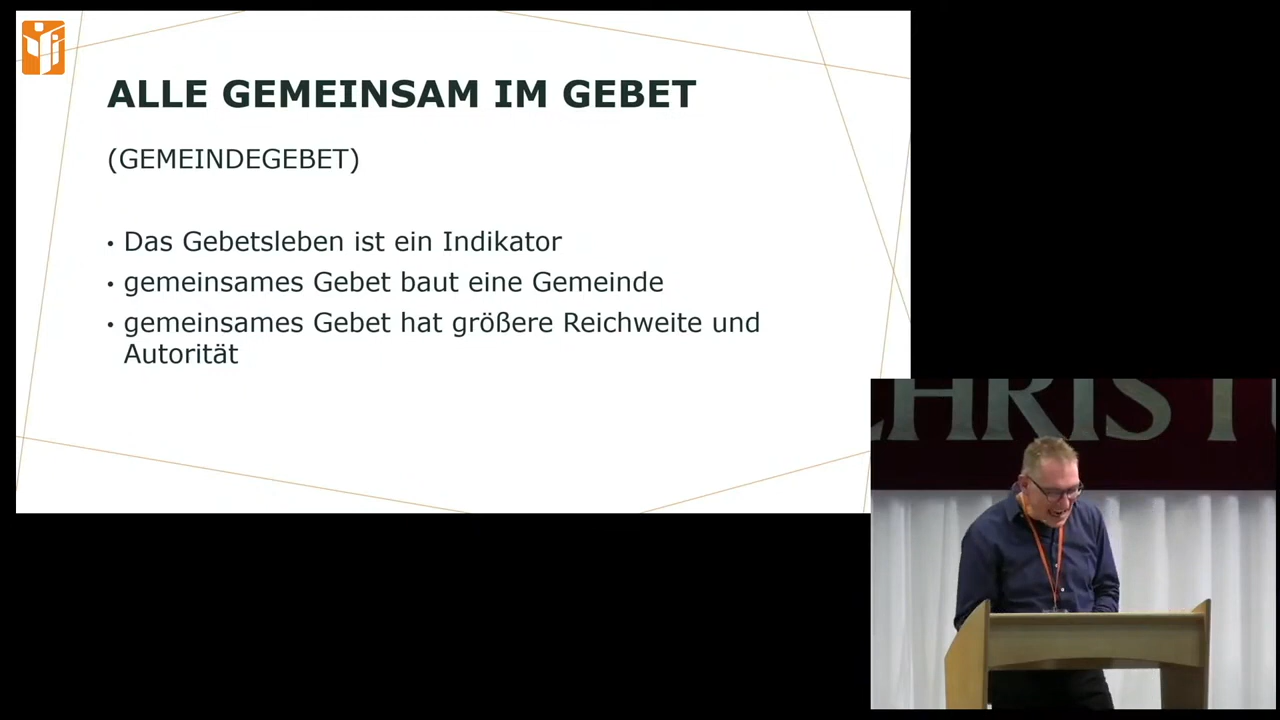 ALLE GEMEINSAM IM GEBET
(GEMEINDEGEBET)
• Das Gebetsleben ist ein Indikator
• gemeinsames Gebet baut eine Gemeinde
• gemeinsames Gebet hat größere Reichweite und
Autorität